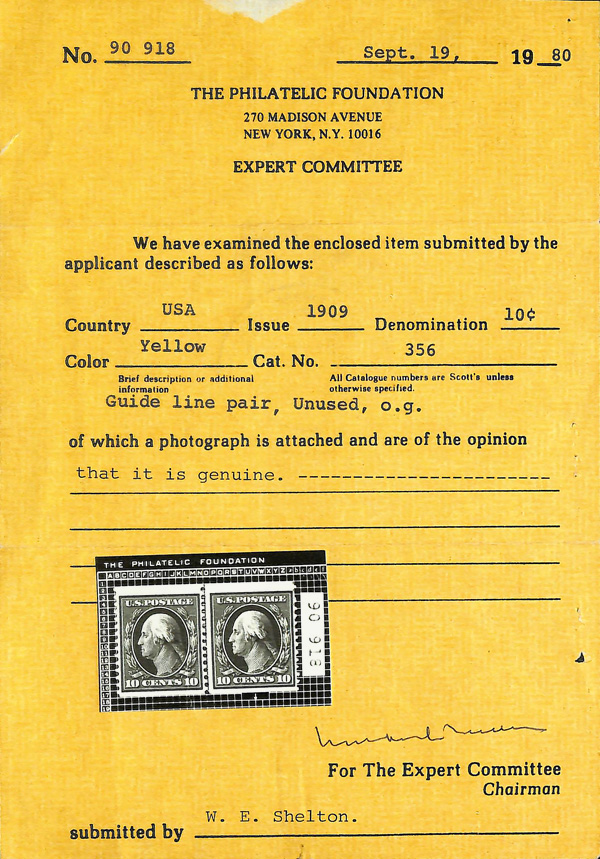 No. 90 918 Sept. 19, 19 80
THE PHILATELIC FOUNDATION
270 MADISON AVENUE
NEW YORK, N.Y. 10016
EXPERT COMMITTEE
We have examined the enclosed item submitted by the
applicant described as follows:
Country USA Issue 1909 Denomination 10¢
Color Yellow Cat. No. 356
Brief description or additional
information
All Catalogue numbers are Scott's unless
otherwise specified.
Guide line pair, Unused, o.g.
of which a photograph is attached and are of the opinion
that it is genuine. -----------------------
THE PHILATELIC FOUNDATION
ABCDEFGHIJKLMNOPQRSTUVWXYZ
U.S.POSTAGE U.S.POSTAGE
10 CENTS 10 10 CENTS 10
90 918
For The Expert Committee
Chairman
submitted by W. E. Shelton.